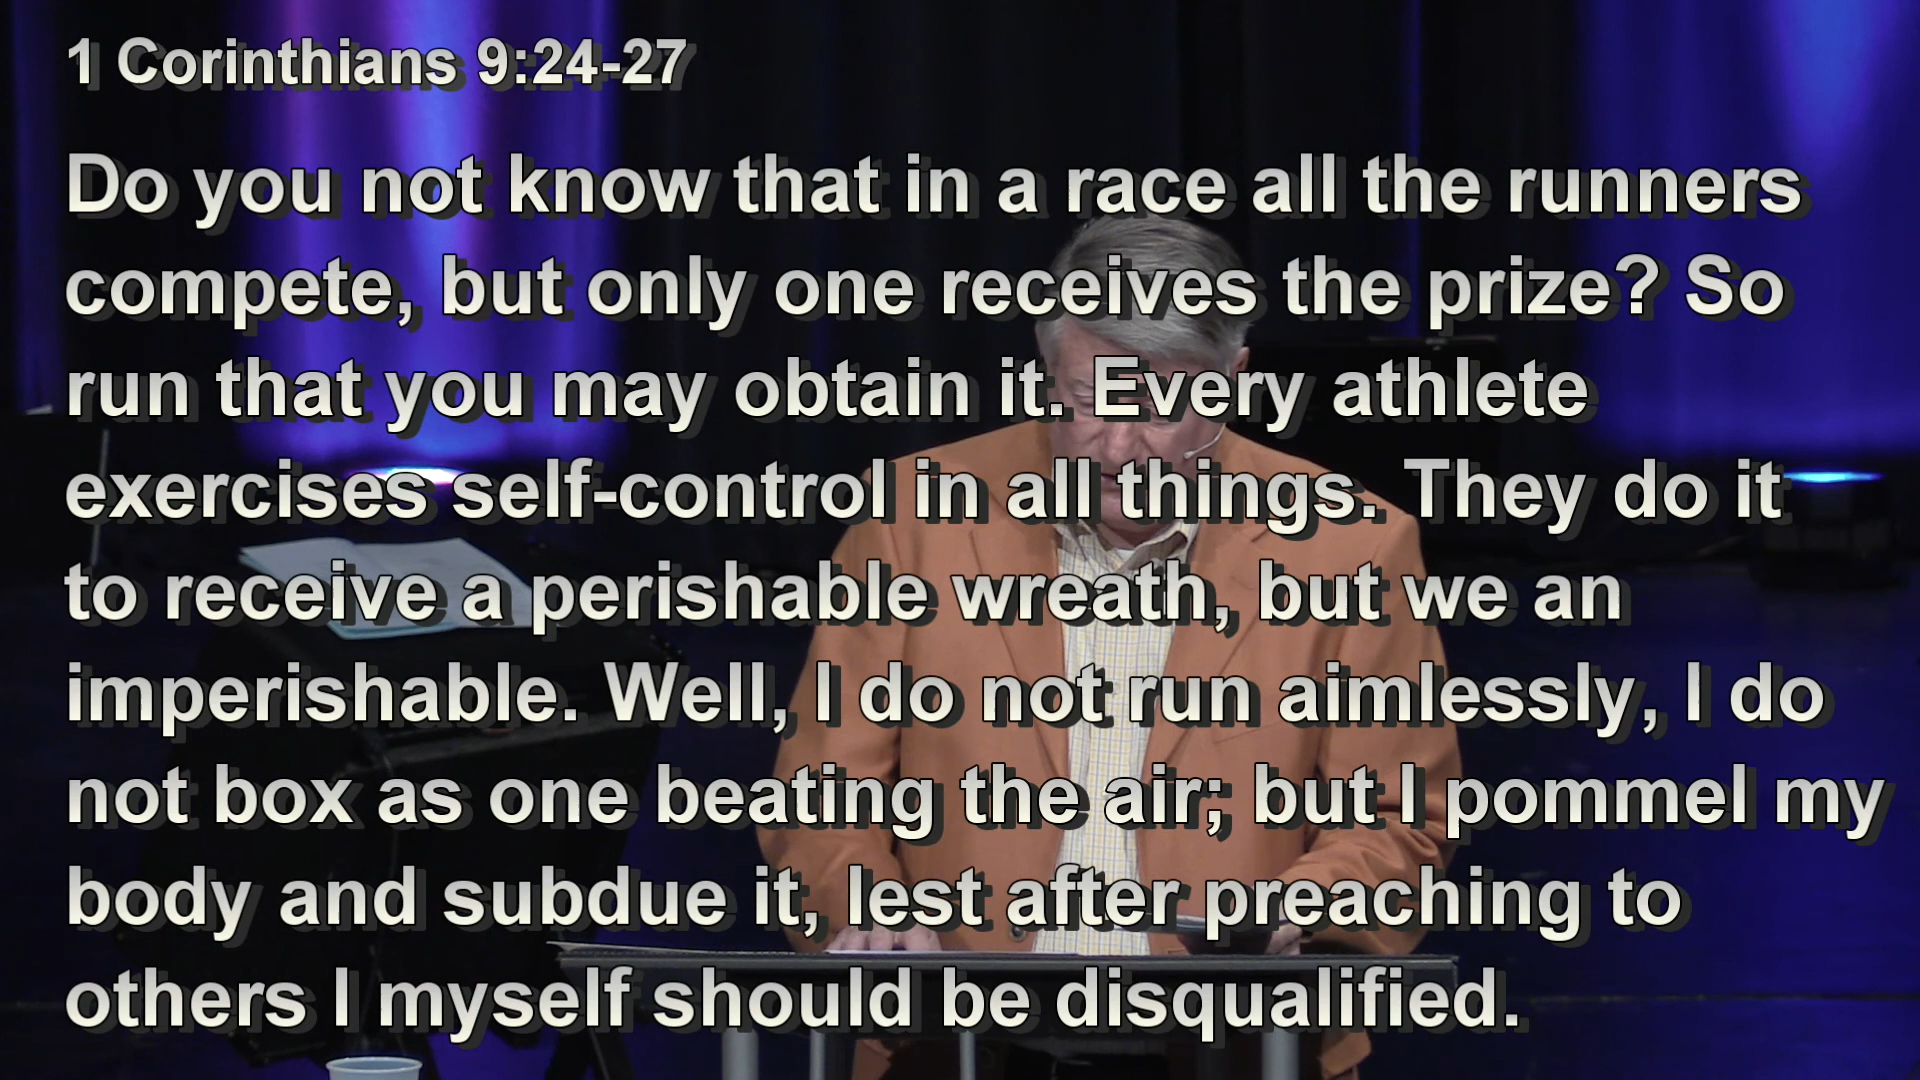 1 Corinthians 9:24-27
Do you not know that in a race all the runners
compete, but only one receives the prize? So
run that you may obtain it. Every athlete
exercises self-control in all things. They do it
to receive a perishable wreath, but we an
imperishable. Well, I do not run aimlessly, I do
not box as one beating the air; but I pommel my
body and subdue it, lest after preaching to
others I myself should be disqualified.